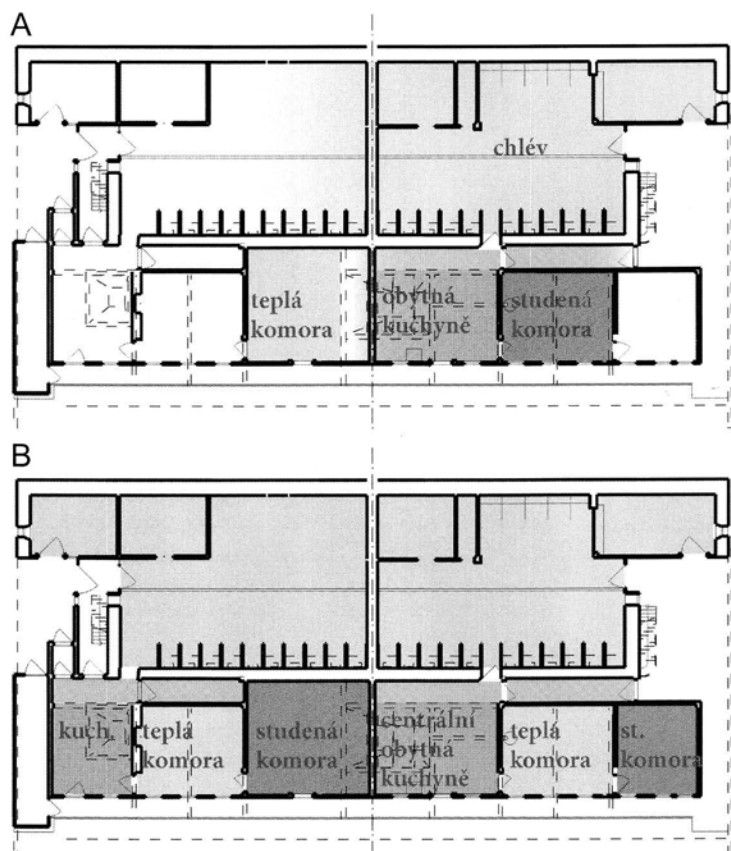 A
chlév
teplá
komora
obytná
kuchyně
studená
komora
B
kuch.
teplá
komora
studená
komora
centrální
obytná
kuchyně
teplá
komora
st.
komora